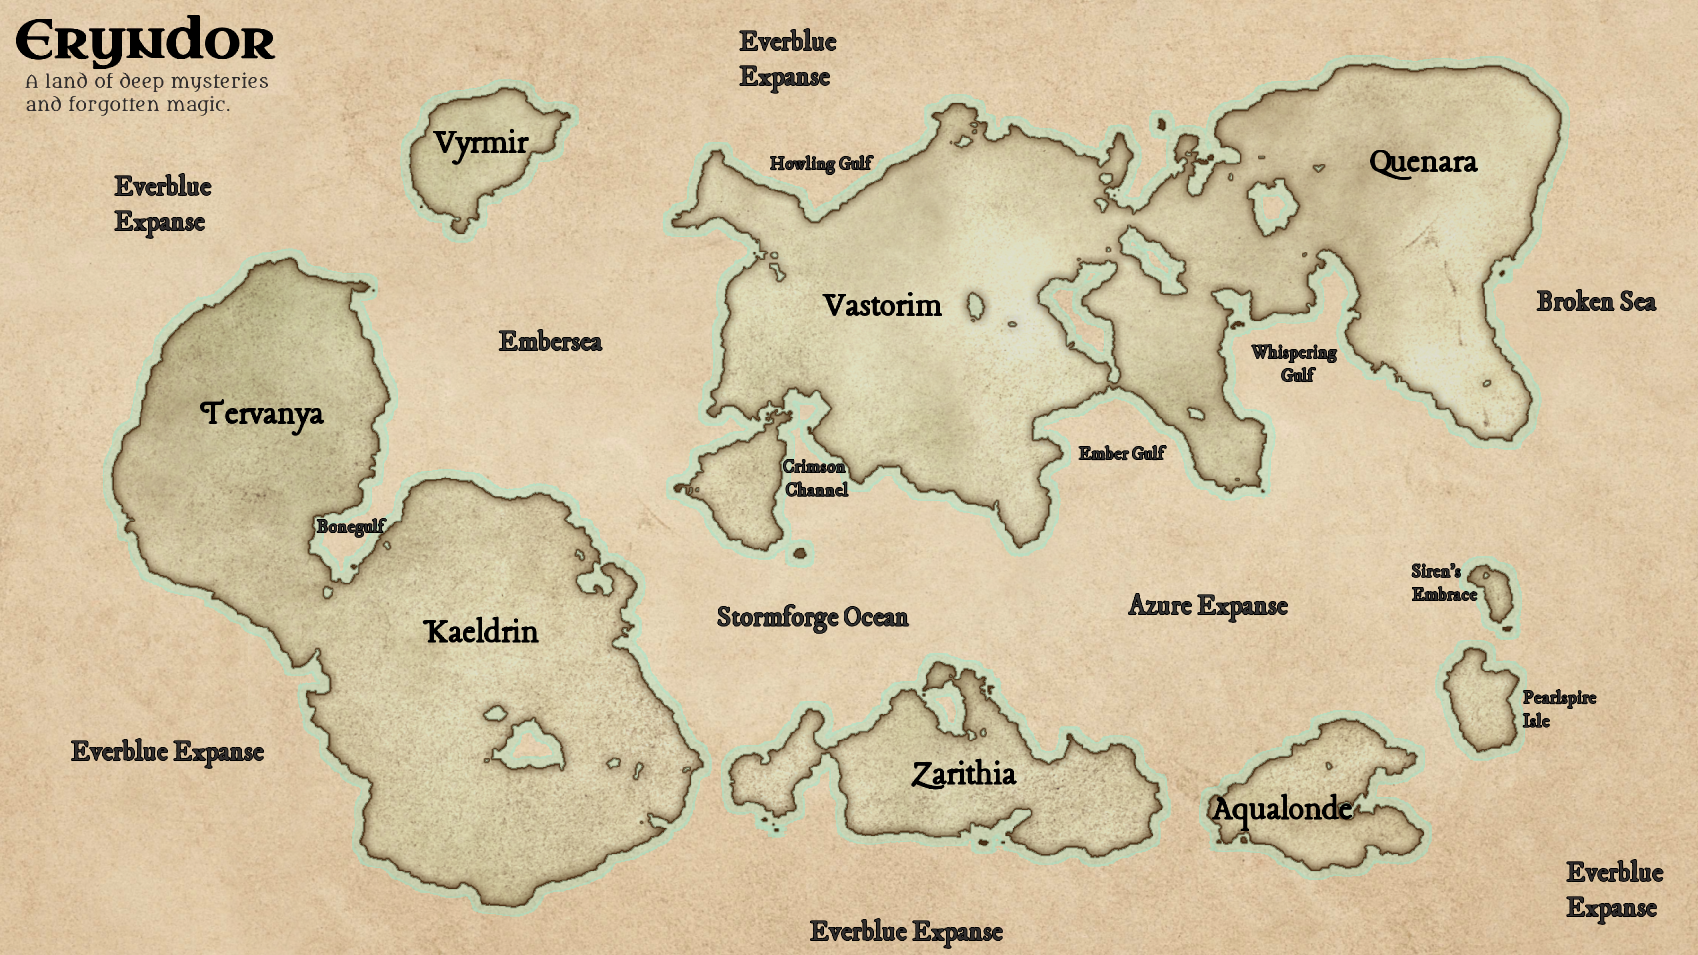 Eryndor
A land of deep mysteries
and forgotten magic.
Everblue
Expanse
Vyrmir
Howling Gulf
Quenara
Everblue
Expanse
Vastorim
Broken Sea
Embersea
Whispering
Gulf
Tervanya
Ember Gulf
Crimson
Channel
Bonegulf
Siren's
Embrace
Azure Expanse
Stormforge Ocean
Kaeldrin
Pearlspire
Isle
Everblue Expanse
Zarithia
Aqualonde
Everblue
Expanse
Everblue Expanse